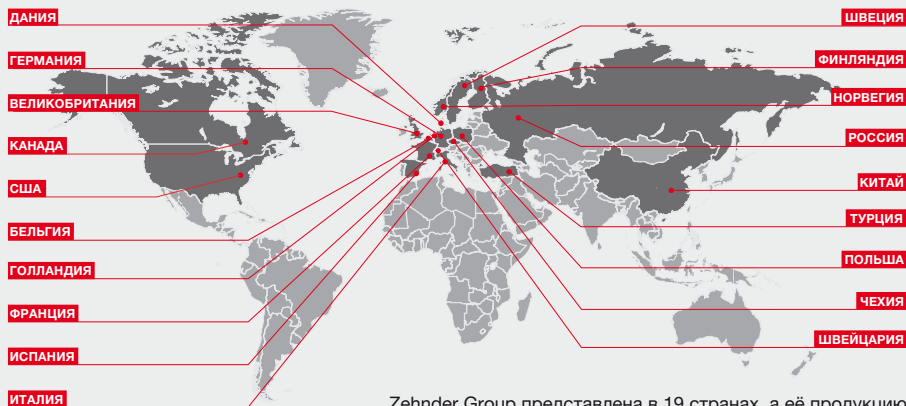 ДАНИЯ
ГЕРМАНИЯ
ВЕЛИКОБРИТАНИЯ
КАНАДА
США
БЕЛЬГИЯ
ГОЛЛАНДИЯ
ФРАНЦИЯ
ИСПАНИЯ
ИТАЛИЯ
ШВЕЦИЯ
ФИНЛЯНДИЯ
НОРВЕГИЯ
РОССИЯ
КИТАЙ
ТУРЦИЯ
ПОЛЬША
ЧЕХИЯ
ШВЕЙЦАРИЯ
Zehnder Group представлена в 19 странах, а её продукцию